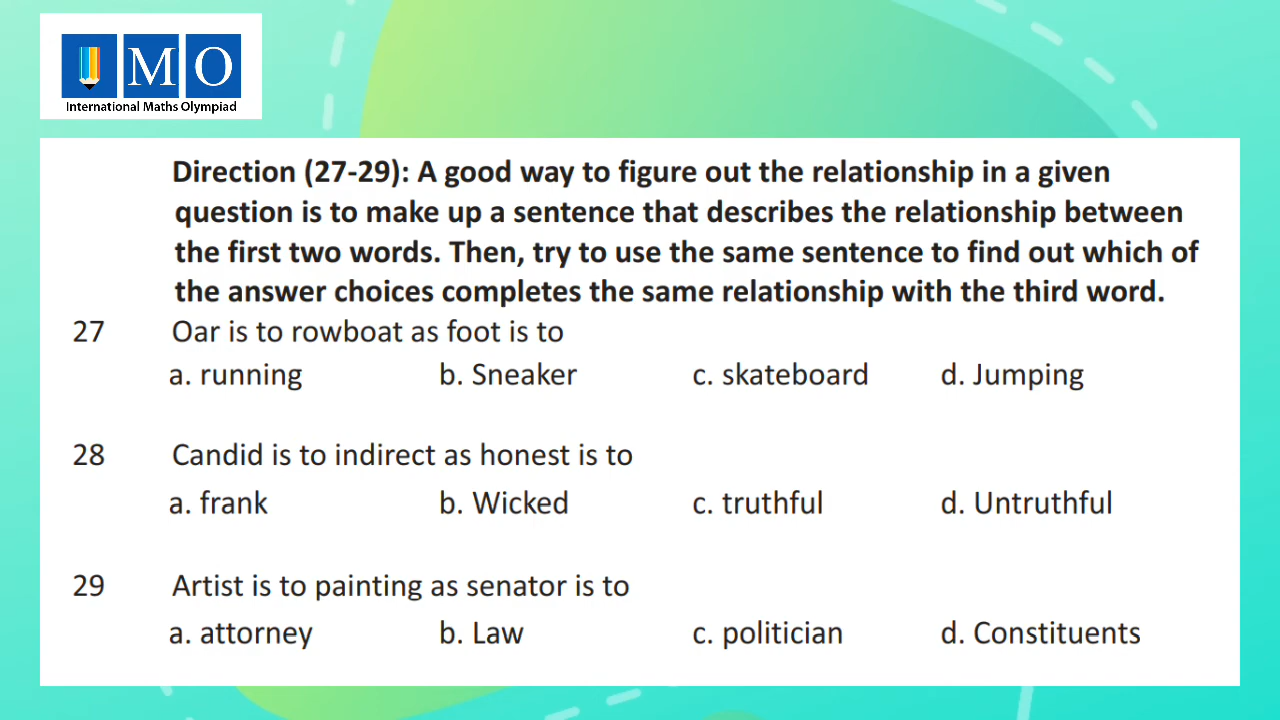 M O
International Maths Olympiad
Direction (27-29): A good way to figure out the relationship in a given
question is to make up a sentence that describes the relationship between
the first two words. Then, try to use the same sentence to find out which of
the answer choices completes the same relationship with the third word.
27 Oar is to rowboat as foot is to
a. running b. Sneaker c. skateboard d. Jumping
28 Candid is to indirect as honest is to
a. frank b. Wicked c. truthful d. Untruthful
29 Artist is to painting as senator is to
a. attorney b. Law c. politician d. Constituents